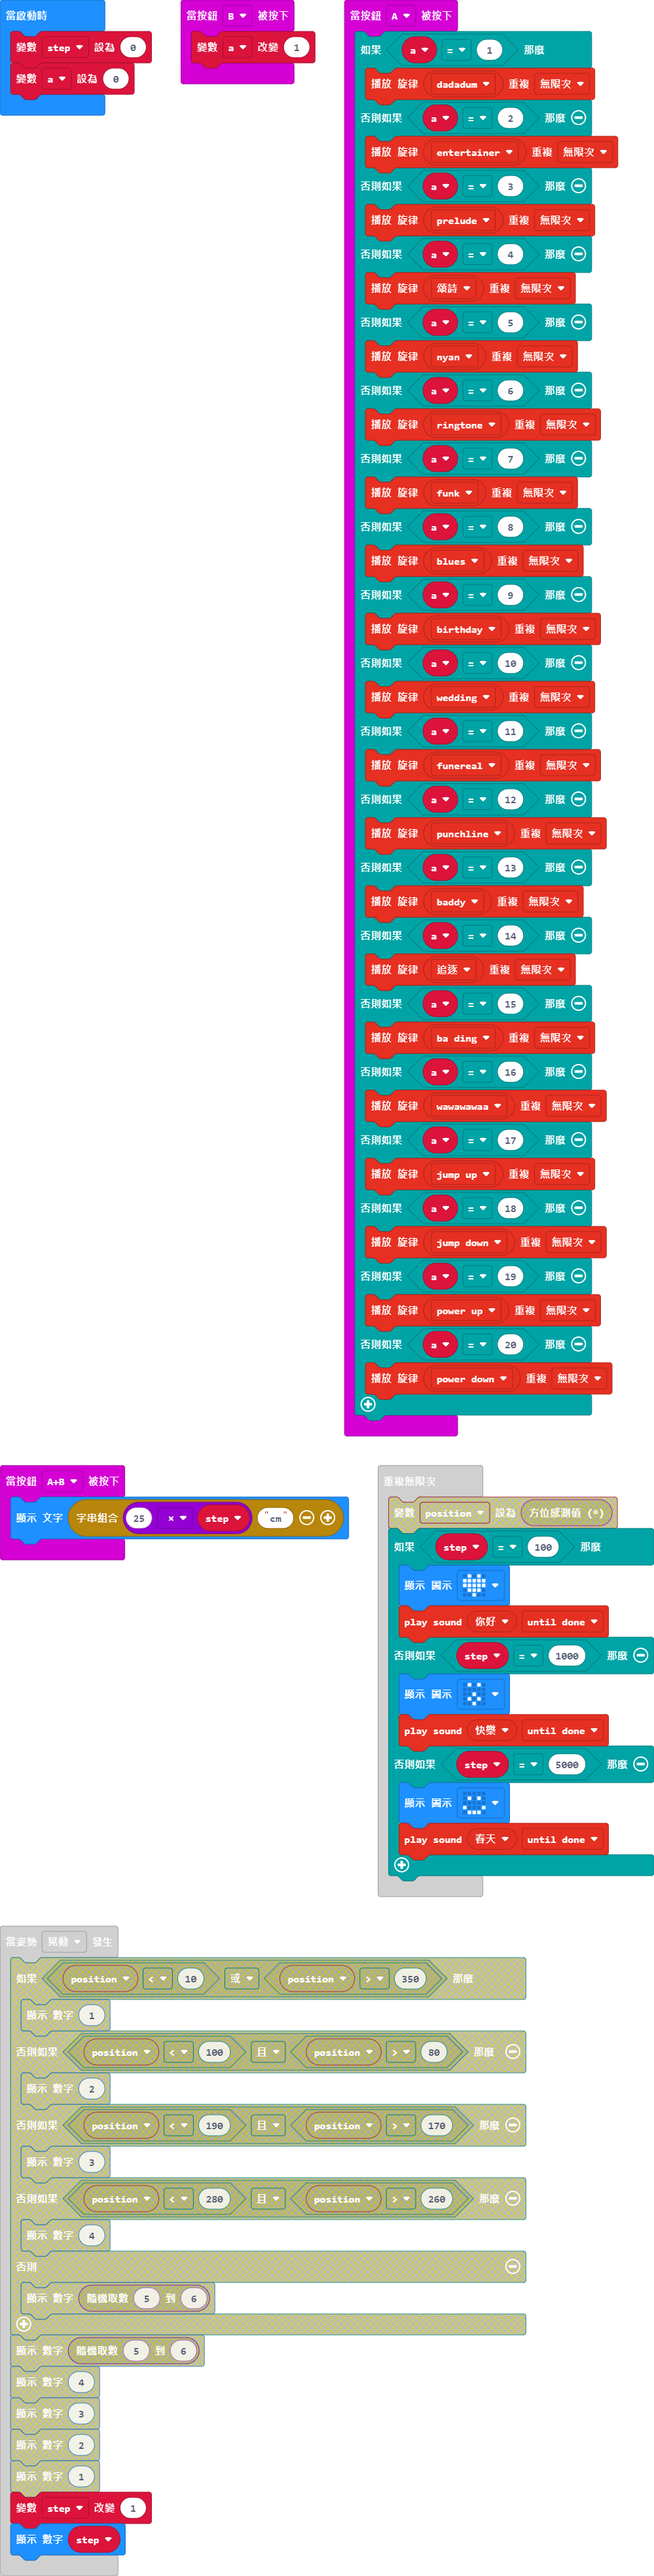 當啟動時
變數 step 設為 0
變數 a 設為 0
當按鈕 B 被按下
變數 a 改變 1
當按鈕 A 被按下
如果 a = 1 那麼
播放 旋律 dadadum 重複 無限次
否則如果 a = 2 那麼
播放 旋律 entertainer 重複 無限次
否則如果 a = 3 那麼
播放 旋律 prelude 重複 無限次
否則如果 a = 4 那麼
播放 旋律 頌詩 重複 無限次
否則如果 a = 5 那麼
播放 旋律 nyan 重複 無限次
否則如果 a = 6 那麼
播放 旋律 ringtone 重複 無限次
否則如果 a = 7 那麼
播放 旋律 funk 重複 無限次
否則如果 a = 8 那麼
播放 旋律 blues 重複 無限次
否則如果 a = 9 那麼
播放 旋律 birthday 重複 無限次
否則如果 a = 10 那麼
播放 旋律 wedding 重複 無限次
否則如果 a = 11 那麼
播放 旋律 funereal 重複 無限次
否則如果 a = 12 那麼
播放 旋律 punchline 重複 無限次
否則如果 a = 13 那麼
播放 旋律 baddy 重複 無限次
否則如果 a = 14 那麼
播放 旋律 追逐 重複 無限次
否則如果 a = 15 那麼
播放 旋律 ba ding 重複 無限次
否則如果 a = 16 那麼
播放 旋律 wawawawaa 重複 無限次
否則如果 a = 17 那麼
播放 旋律 jump up 重複 無限次
否則如果 a = 18 那麼
播放 旋律 jump down 重複 無限次
否則如果 a = 19 那麼
播放 旋律 power up 重複 無限次
否則如果 a = 20 那麼
播放 旋律 power down 重複 無限次
當按鈕 A+B 被按下
顯示 文字 字串組合 25 × step "cm"
重複無限次
變數 position 設為 方位感測值 (°)
如果 step = 100 那麼
顯示 圖示
play sound 你好 until done
否則如果 step = 1000 那麼
顯示 圖示
play sound 快樂 until done
否則如果 step = 5000 那麼
顯示 圖示
play sound 春天 until done
當姿勢 晃動 發生
如果 position < 10 或 position > 350 那麼
顯示 數字 1
否則如果 position < 100 且 position > 80 那麼
顯示 數字 2
否則如果 position < 190 且 position > 170 那麼
顯示 數字 3
否則如果 position < 280 且 position > 260 那麼
顯示 數字 4
否則
顯示 數字 隨機取數 5 到 6
顯示 數字 隨機取數 5 到 6
顯示 數字 4
顯示 數字 3
顯示 數字 2
顯示 數字 1
變數 step 改變 1
顯示 數字 step